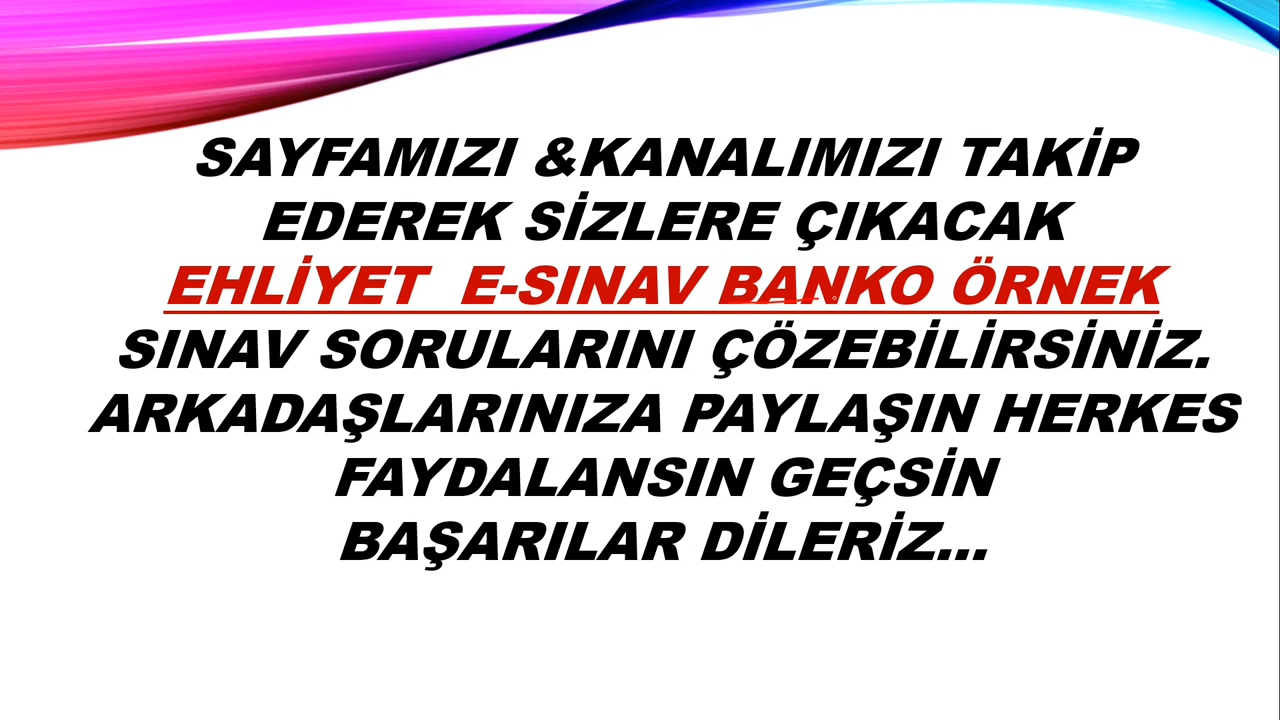 SAYFAMIZI &KANALIMIZI TAKİP
EDEREK SİZLERE ÇIKACAK
EHLİYET E-SINAV BANKO ÖRNEK
SINAV SORULARINI ÇÖZEBİLİRSİNİZ.
ARKADAŞLARINIZA PAYLAŞIN HERKES
FAYDALANSIN GEÇSİN
BAŞARILAR DİLERİZ...